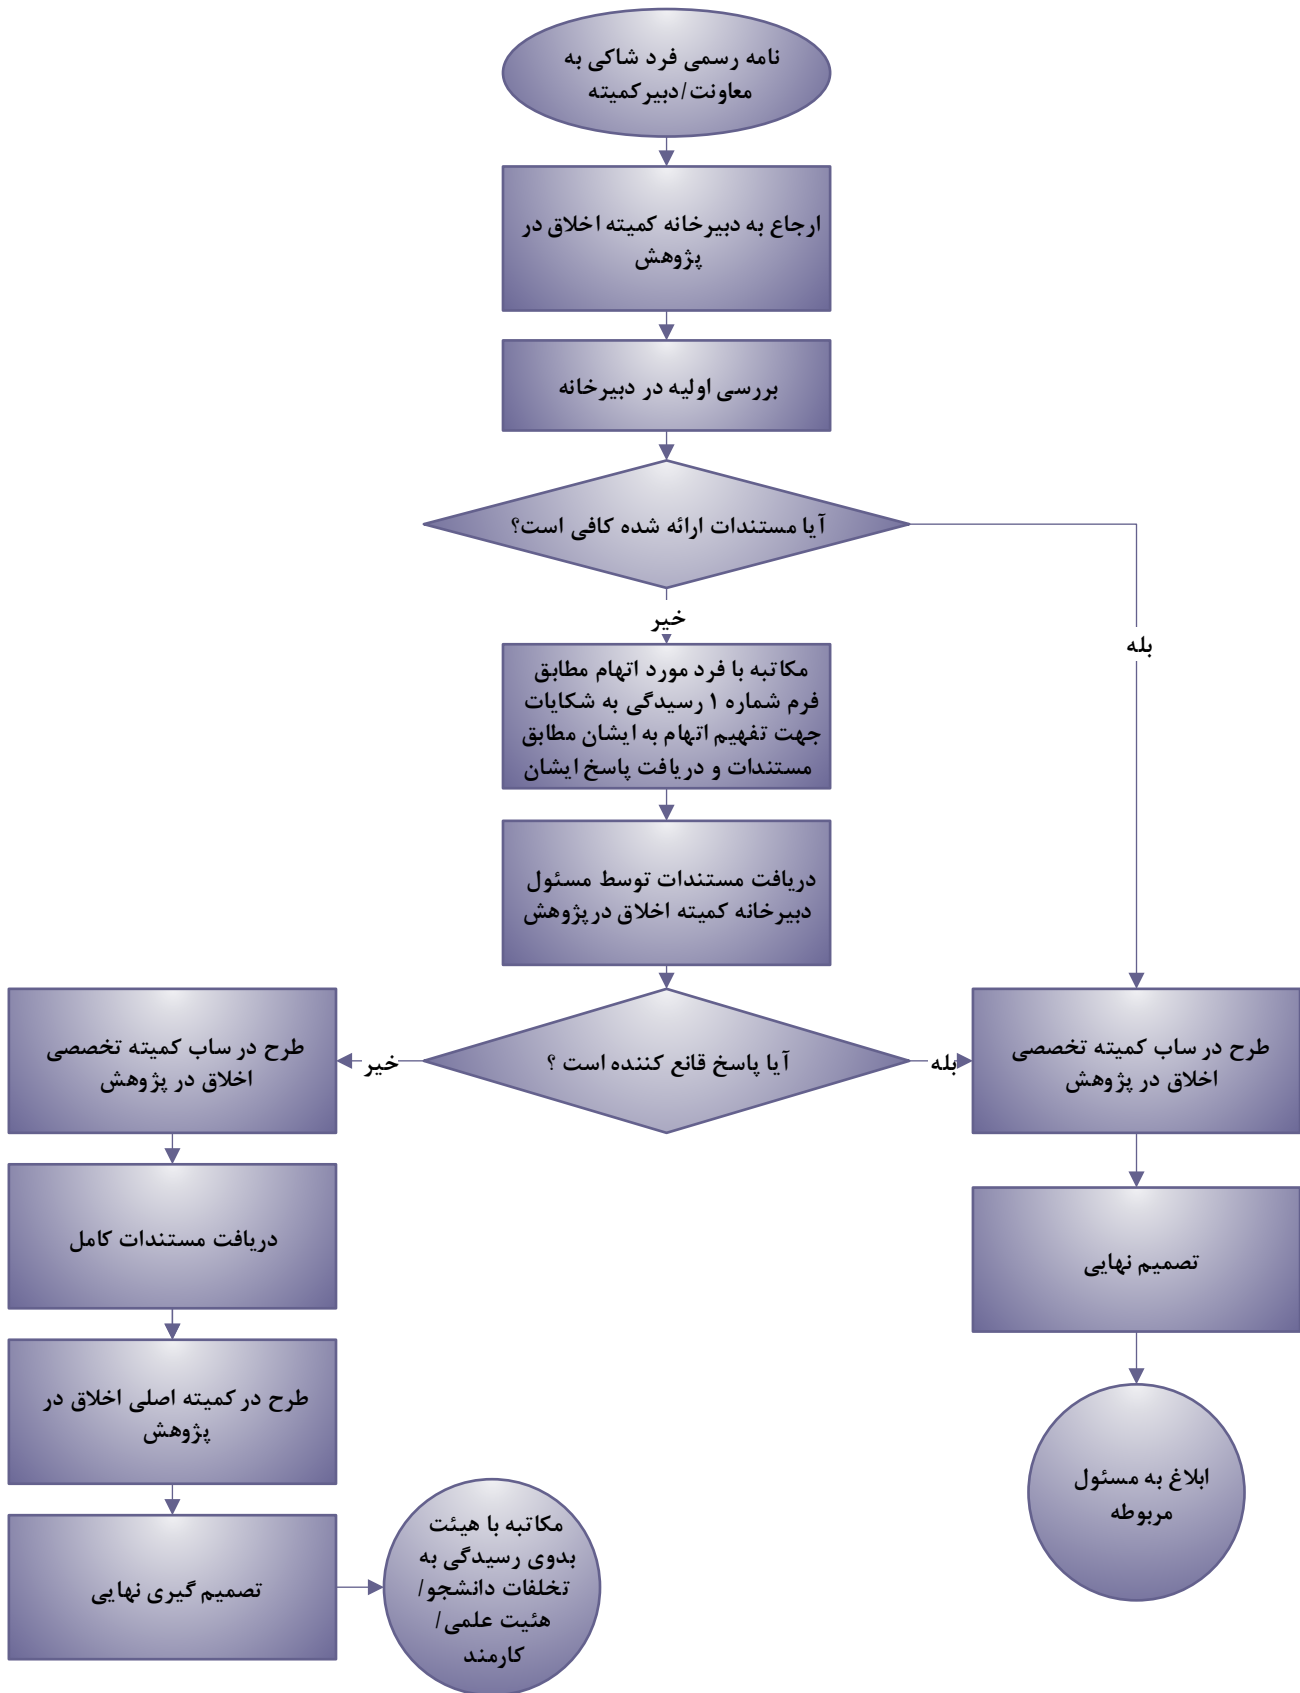 نامه رسمی فرد شاکی به
معاونت/دبیرکمیته
ارجاع به دبیرخانه کمیته اخلاق در
پژوهش
بررسی اولیه در دبیرخانه
آیا مستندات ارائه شده کافی است؟
خیر
بله
مکاتبه با فرد مورد اتهام مطابق
فرم شماره ۱ رسیدگی به شکایات
جهت تفهیم اتهام به ایشان مطابق
مستندات و دریافت پاسخ ایشان
دریافت مستندات توسط مسئول
دبیرخانه کمیته اخلاق درپژوهش
آیا پاسخ قانع کننده است ؟
بله
خیر
طرح در ساب کمیته تخصصی
اخلاق در پژوهش
تصمیم نهایی
ابلاغ به مسئول
مربوطه
طرح در ساب کمیته تخصصی
اخلاق در پژوهش
دریافت مستندات کامل
طرح در کمیته اصلی اخلاق در
پژوهش
تصمیم گیری نهایی
مکاتبه با هیئت
بدوی رسیدگی به
تخلفات دانشجو/
هئیت علمی/
کارمند